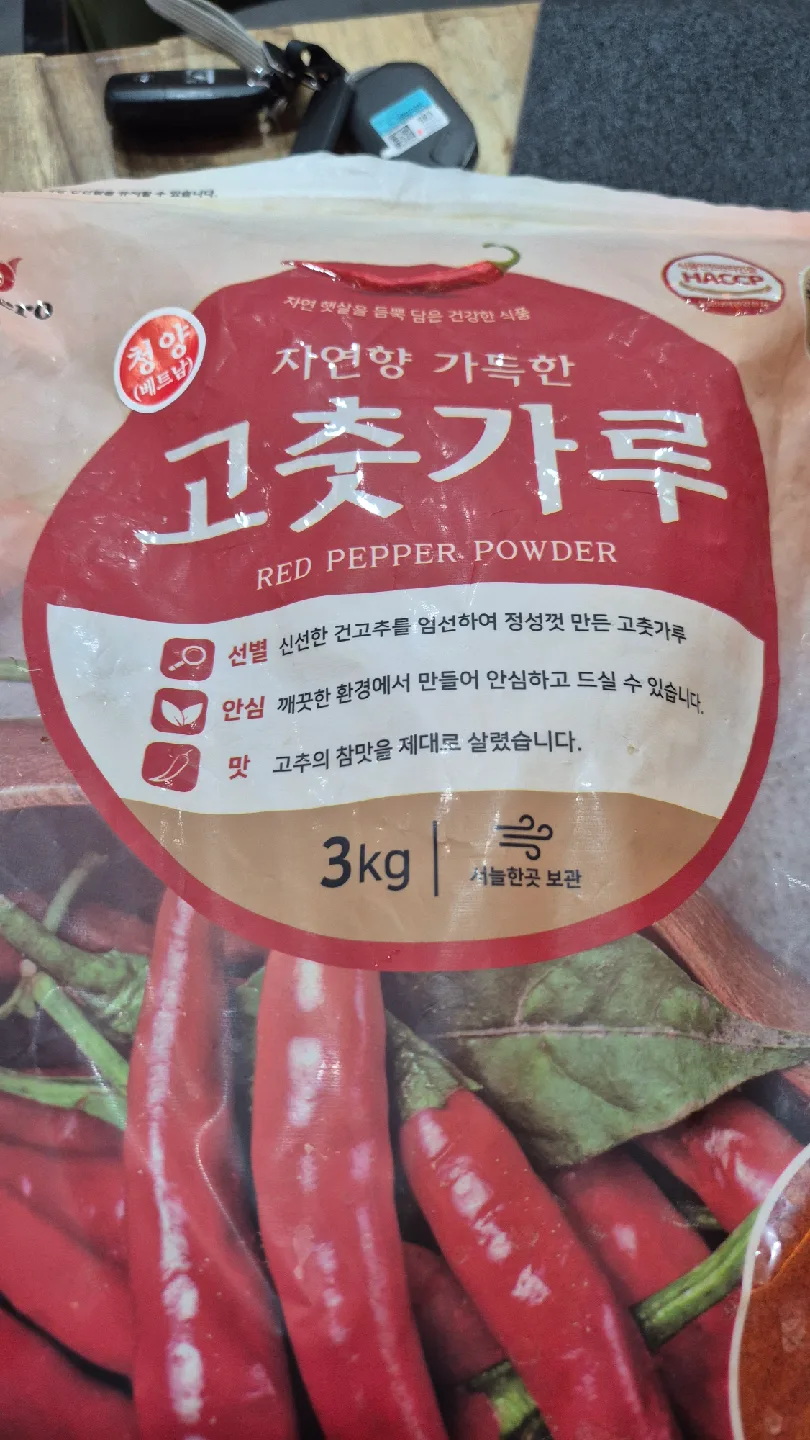 HACCP
자연 햇살을 듬뿍 담은 건강한 식품
청양
(베트남)
자연향 가득한
고춧가루
RED PEPPER POWDER
선별 신선한 건고추를 엄선하여 정성껏 만든 고춧가루
안심 깨끗한 환경에서 만들어 안심하고 드실 수 있습니다.
맛 고추의 참맛을 제대로 살렸습니다.
3kg
서늘한곳 보관